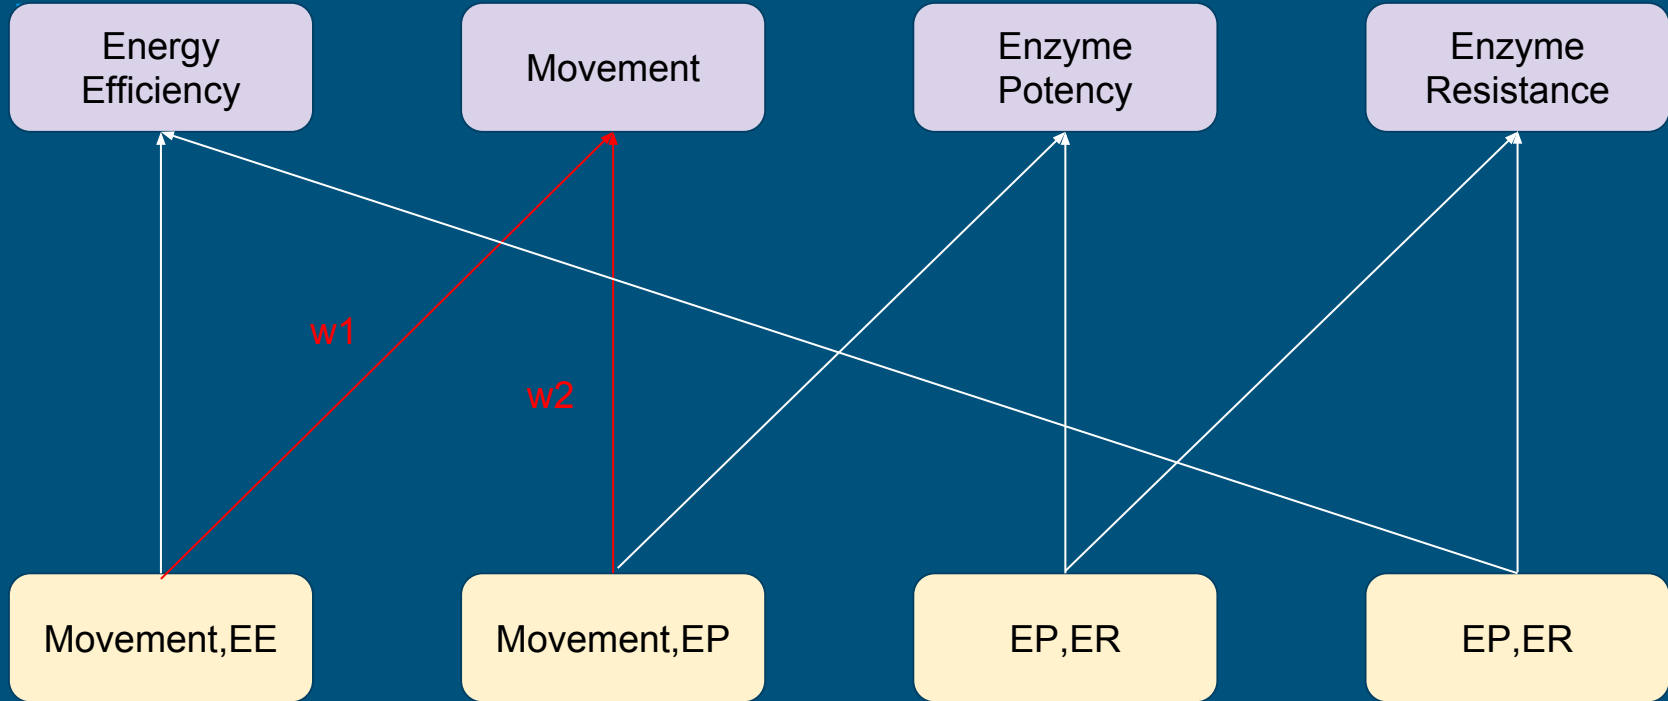 Energy
Efficiency
Movement
Enzyme
Potency
Enzyme
Resistance
w1
w2
Movement,EE
Movement,EP
EP,ER
EP,ER